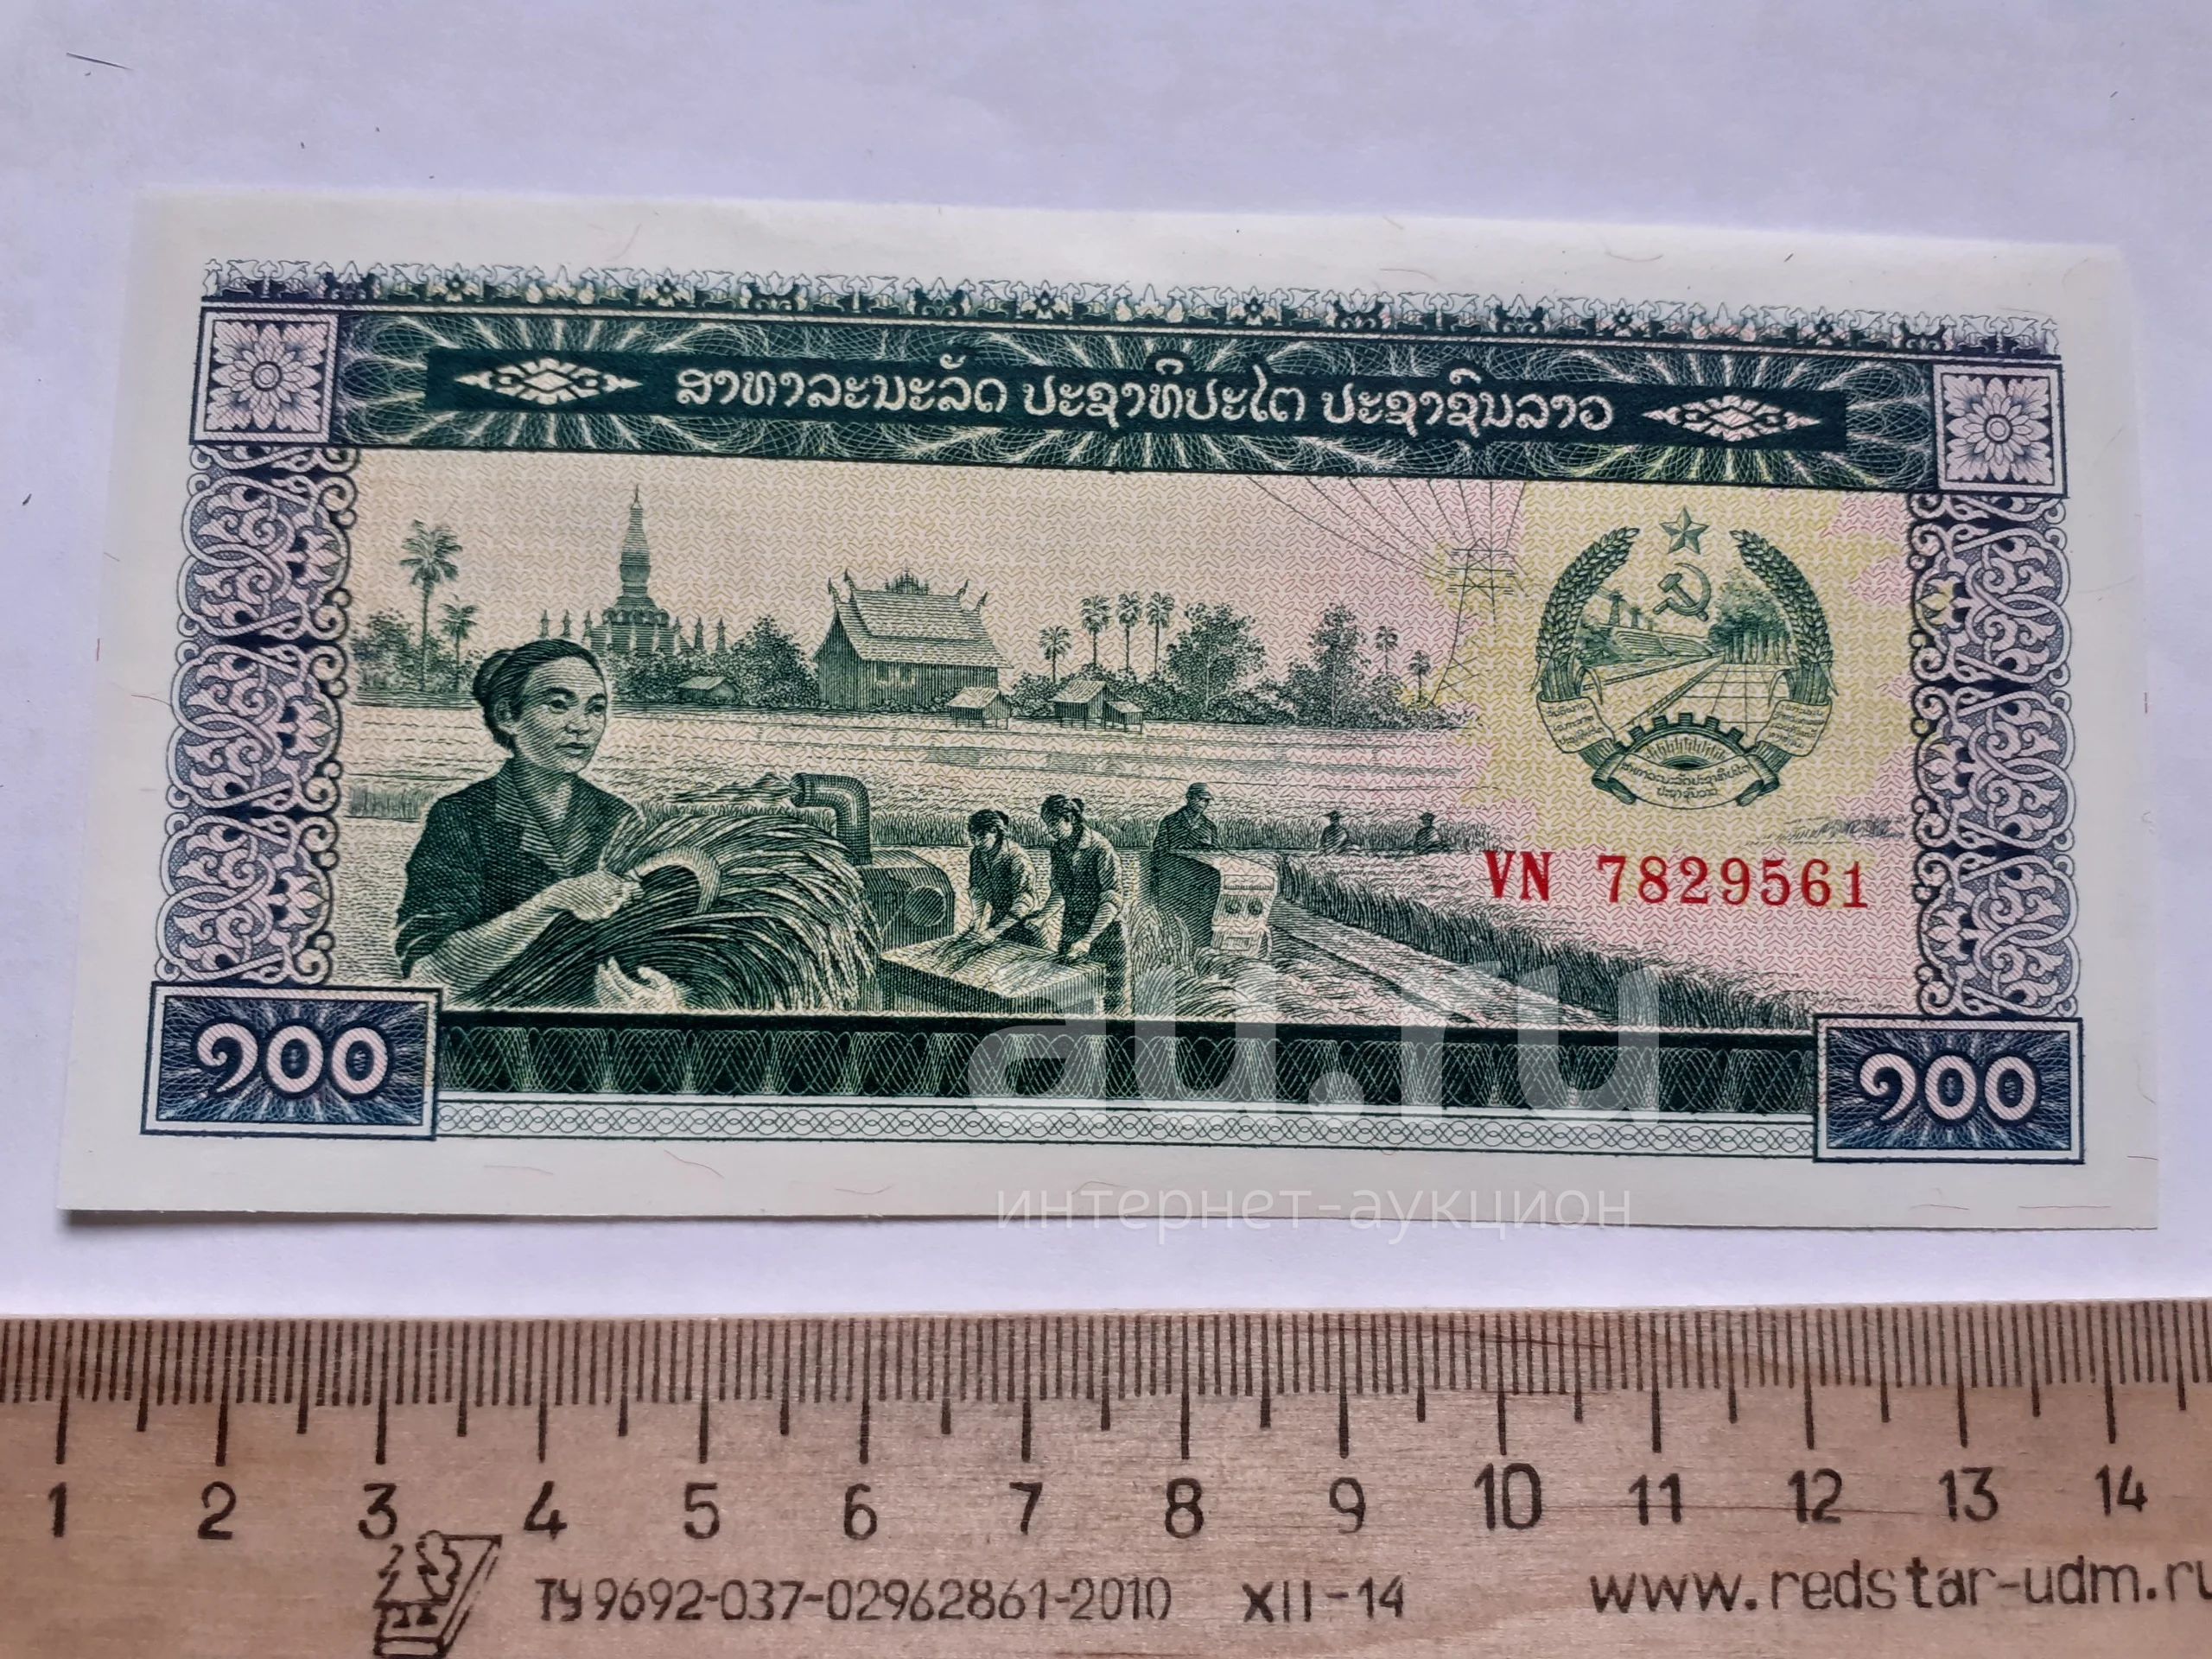 ສາທາລະນະລັດ ປະຊາທິປະໄຕ ປະຊາຊົນລາວ
VN 7829561
໑໐໐
໑໐໐
au.ru
интернет-аукцион
1 2 3 4 5 6 7 8 9 10 11 12 13 14
ТУ 9692-037-02962861-2010 XII-14 www.redstar-udm.ru